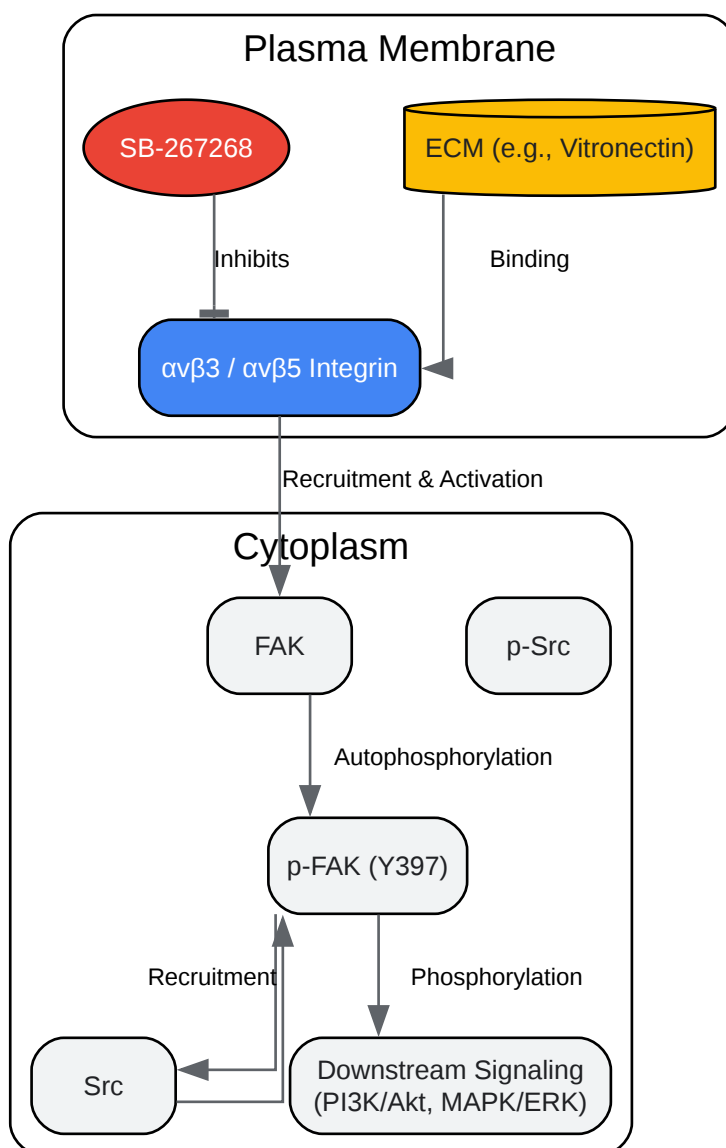 Plasma Membrane
SB-267268
ECM (e.g., Vitronectin)
Inhibits
Binding
αvβ3 / αvβ5 Integrin
Recruitment & Activation
Cytoplasm
FAK
p-Src
Autophosphorylation
p-FAK (Y397)
Recruitment
Phosphorylation
Src
Downstream Signaling
(PI3K/Akt, MAPK/ERK)